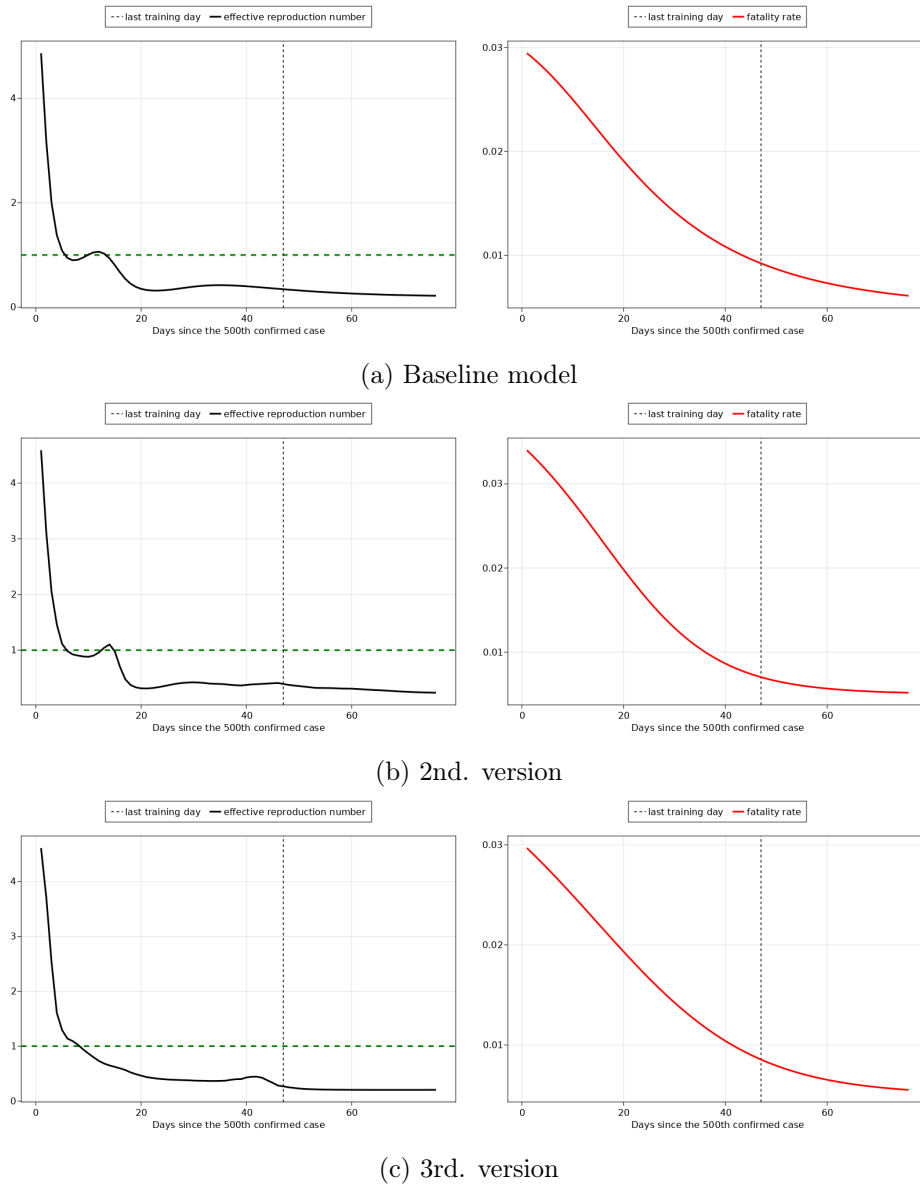 last training day effective reproduction number
last training day fatality rate
4
2
1
0
0 20 40 60
Days since the 500th confirmed case
0.03
0.02
0.01
0 20 40 60
Days since the 500th confirmed case
(a) Baseline model
last training day effective reproduction number
last training day fatality rate
4
3
2
1
0 20 40 60
Days since the 500th confirmed case
0.03
0.02
0.01
0 20 40 60
Days since the 500th confirmed case
(b) 2nd. version
last training day effective reproduction number
last training day fatality rate
4
3
2
1
0
0 20 40 60
Days since the 500th confirmed case
0.03
0.02
0.01
0 20 40 60
Days since the 500th confirmed case
(c) 3rd. version